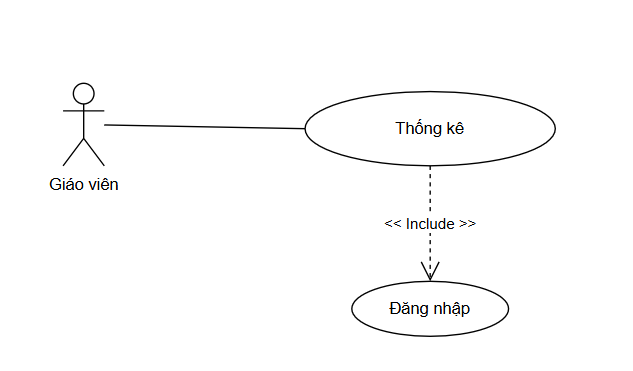 Thống kê
Giáo viên
<< Include >>
Đăng nhập